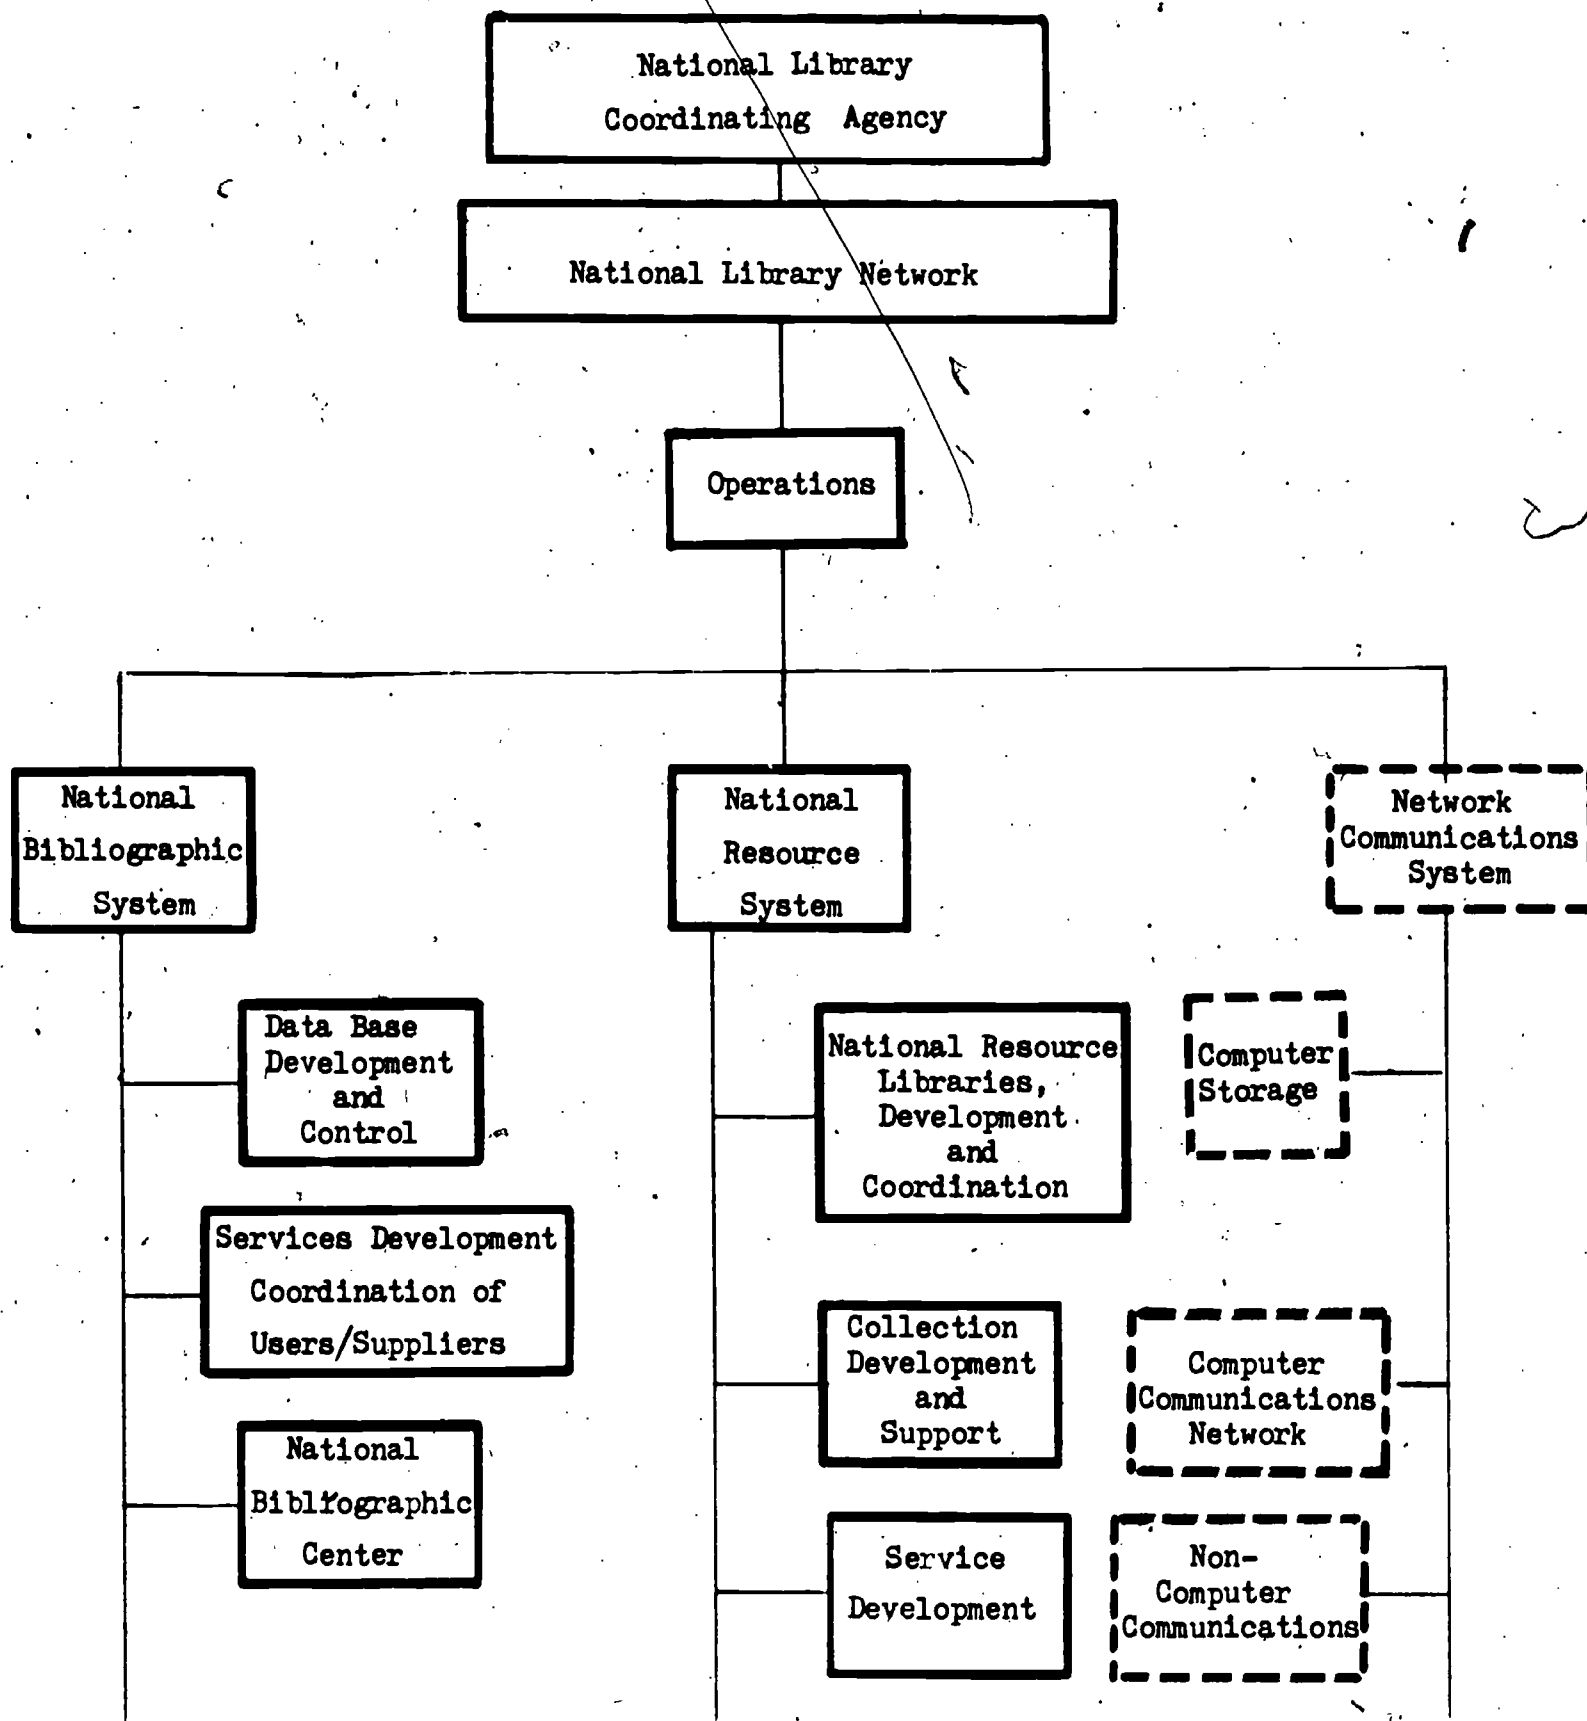 National Library
Coordinating Agency
National Library Network
Operations
National
Bibliographic
System
National
Resource
System
Network
Communications
System
Data Base
Development
and
Control
Services Development
Coordination of
Users/Suppliers
National
Bibliographic
Center
National Resource
Libraries,
Development
and
Coordination
Collection
Development
and
Support
Service
Development
Computer
Storage
Computer
Communications
Network
Non-
Computer
Communications